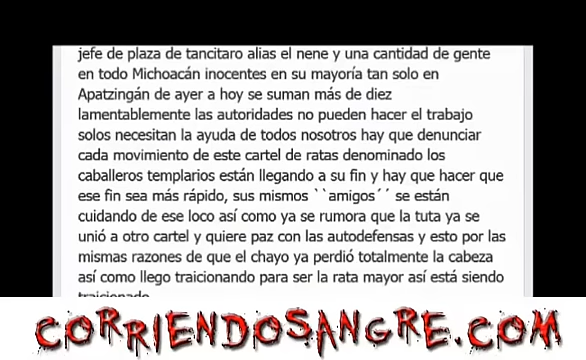 jefe de plaza de tancitaro alias el nene y una cantidad de gente
en todo Michoacán inocentes en su mayoría tan solo en
Apatzingán de ayer a hoy se suman más de diez
lamentablemente las autoridades no pueden hacer el trabajo
solos necesitan la ayuda de todos nosotros hay que denunciar
cada movimiento de este cartel de ratas denominado los
caballeros templarios están llegando a su fin y hay que hacer que
ese fin sea más rápido, sus mismos ``amigos´´ se están
cuidando de ese loco así como ya se rumora que la tuta ya se
unió a otro cartel y quiere paz con las autodefensas y esto por las
mismas razones de que el chayo ya perdió totalmente la cabeza
así como llego traicionando para ser la rata mayor así está siendo
traicionado
CORRIENDOSANGRE.COM